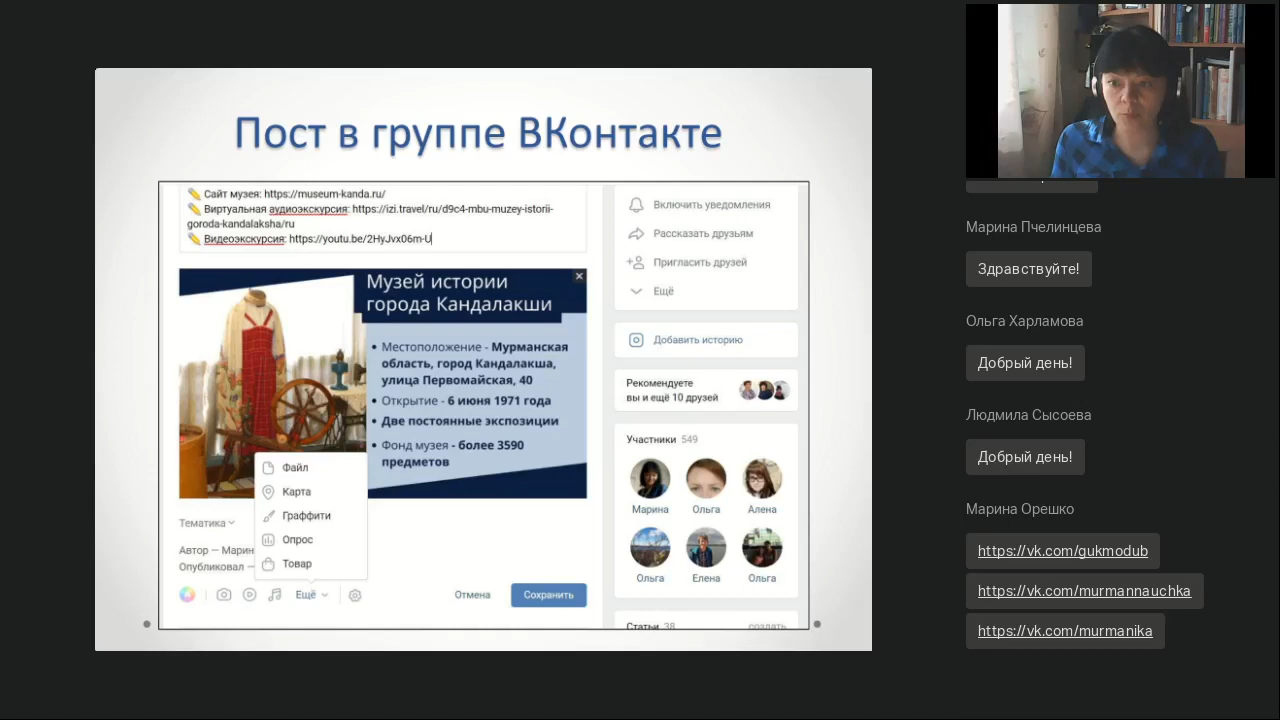 Пост в группе ВКонтакте
Сайт музея: https://museum-kanda.ru/
Виртуальная аудиоэкскурсия: https://izi.travel/ru/d9c4-mbu-muzey-istorii-
goroda-kandalaksha/ru
Видеоэкскурсия: https://youtu.be/2HyJvx06m-U
Музей истории
города Кандалакши
• Местоположение - Мурманская
область, город Кандалакша,
улица Первомайская, 40
• Открытие - 6 июня 1971 года
• Две постоянные экспозиции
• Фонд музея - более 3590
предметов
Файл
Карта
Граффити
Опрос
Товар
Тематика
Автор — Марин
Опубликовал —
Ещё
Отмена
Сохранить
Включить уведомления
Рассказать друзьям
Пригласить друзей
Ещё
Добавить историю
Рекомендуете
вы и ещё 10 друзей
Участники 549
Марина
Ольга
Алена
Ольга
Елена
Ольга
Статьи 38
создать
Марина Пчелинцева
Здравствуйте!
Ольга Харламова
Добрый день!
Людмила Сысоева
Добрый день!
Марина Орешко
https://vk.com/gukmodub
https://vk.com/murmannauchka
https://vk.com/murmanika